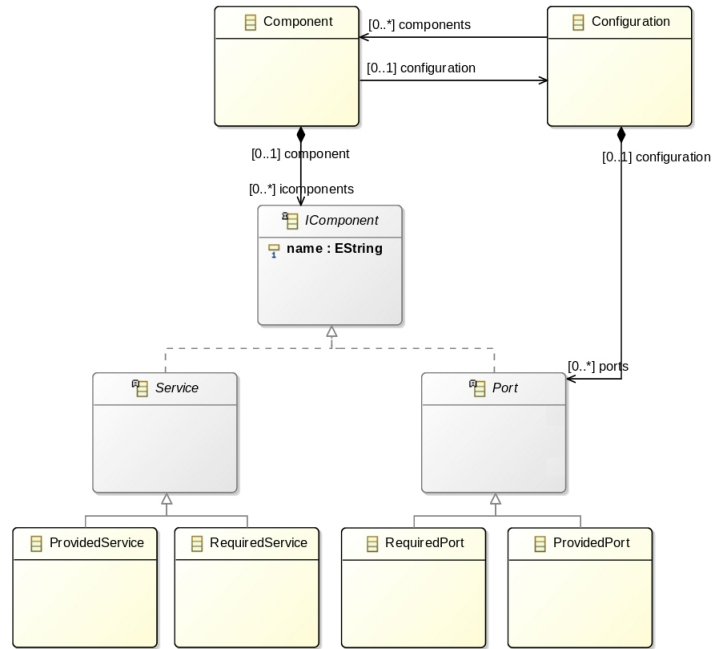 Component
Configuration
[0..*] components
[0..1] configuration
[0..1] component
[0..1] configuration
[0..*] icomponents
IComponent
name : EString
[0..*] ports
Service
Port
ProvidedService
RequiredService
RequiredPort
ProvidedPort